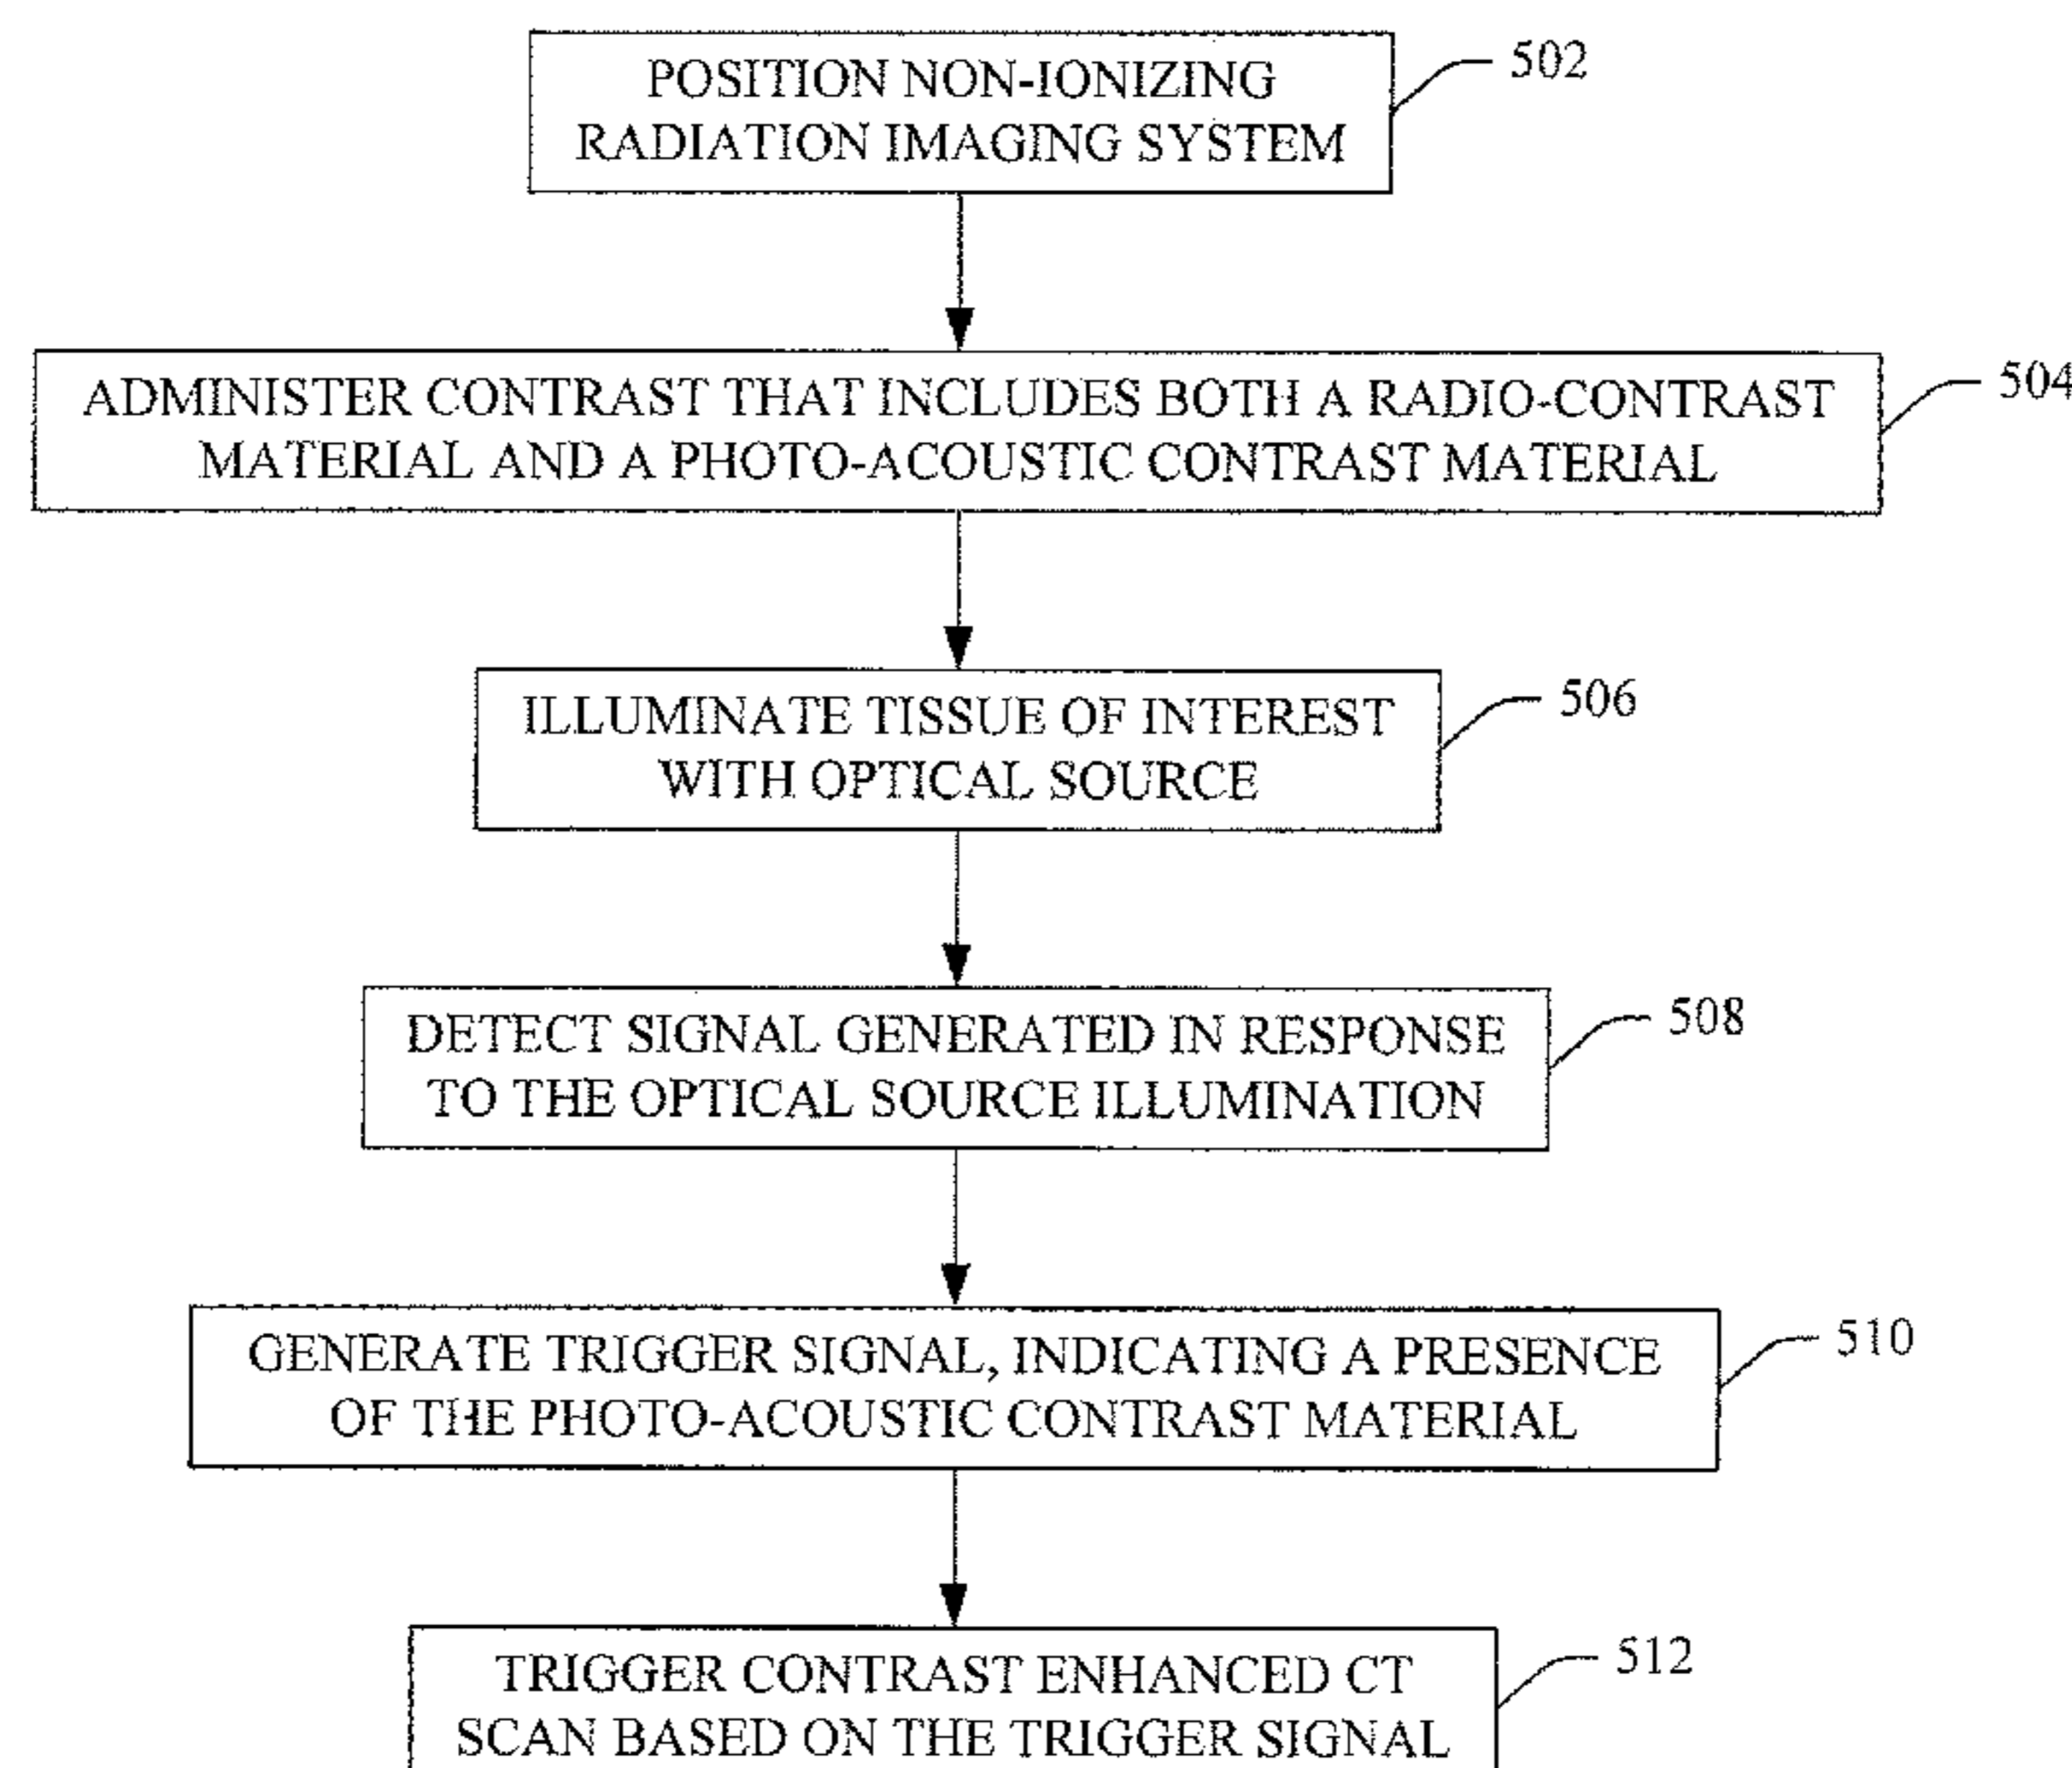 POSITION NON-IONIZING
RADIATION IMAGING SYSTEM
502
ADMINISTER CONTRAST THAT INCLUDES BOTH A RADIO-CONTRAST
MATERIAL AND A PHOTO-ACOUSTIC CONTRAST MATERIAL
504
ILLUMINATE TISSUE OF INTEREST
WITH OPTICAL SOURCE
506
DETECT SIGNAL GENERATED IN RESPONSE
TO THE OPTICAL SOURCE ILLUMINATION
508
GENERATE TRIGGER SIGNAL, INDICATING A PRESENCE
OF THE PHOTO-ACOUSTIC CONTRAST MATERIAL
510
TRIGGER CONTRAST ENHANCED CT
SCAN BASED ON THE TRIGGER SIGNAL
512